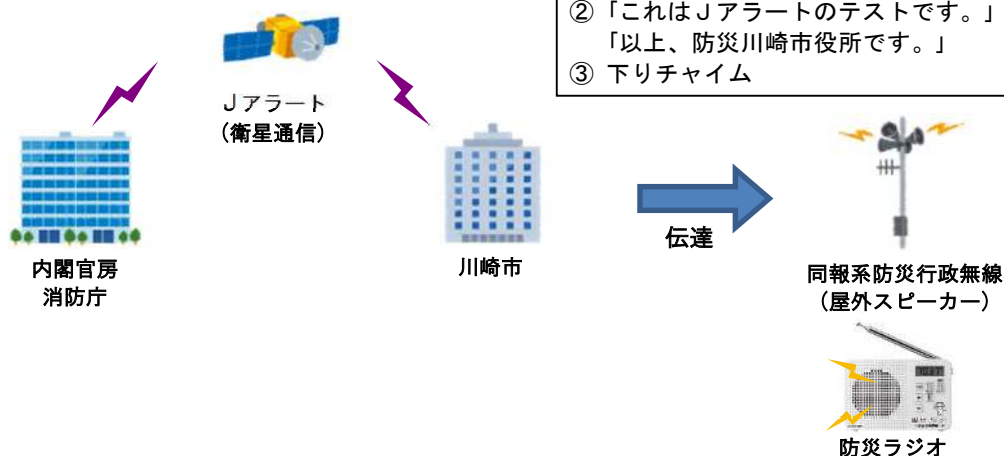 ②「これはＪアラートのテストです。」
「以上、防災川崎市役所です。」
③ 下りチャイム
Ｊアラート
（衛星通信）
内閣官房
消防庁
川崎市
伝達
同報系防災行政無線
（屋外スピーカー）
防災ラジオ